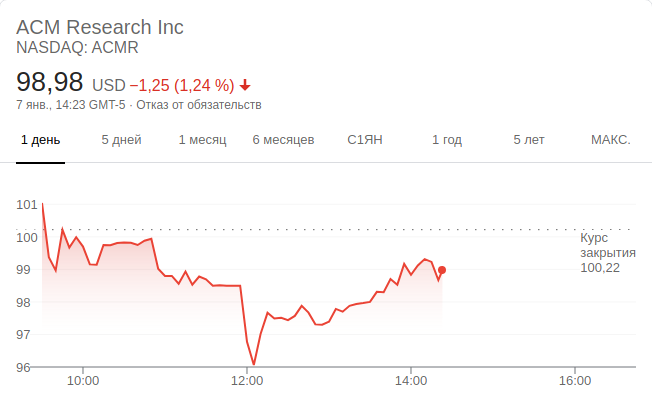 ACM Research Inc
NASDAQ: ACMR
98,98 USD −1,25 (1,24 %)
7 янв., 14:23 GMT-5 · Отказ от обязательств
1 день 5 дней 1 месяц 6 месяцев С1ЯН 1 год 5 лет МАКС.
101
100
99
98
97
96
Курс
закрытия
100,22
10:00 12:00 14:00 16:00